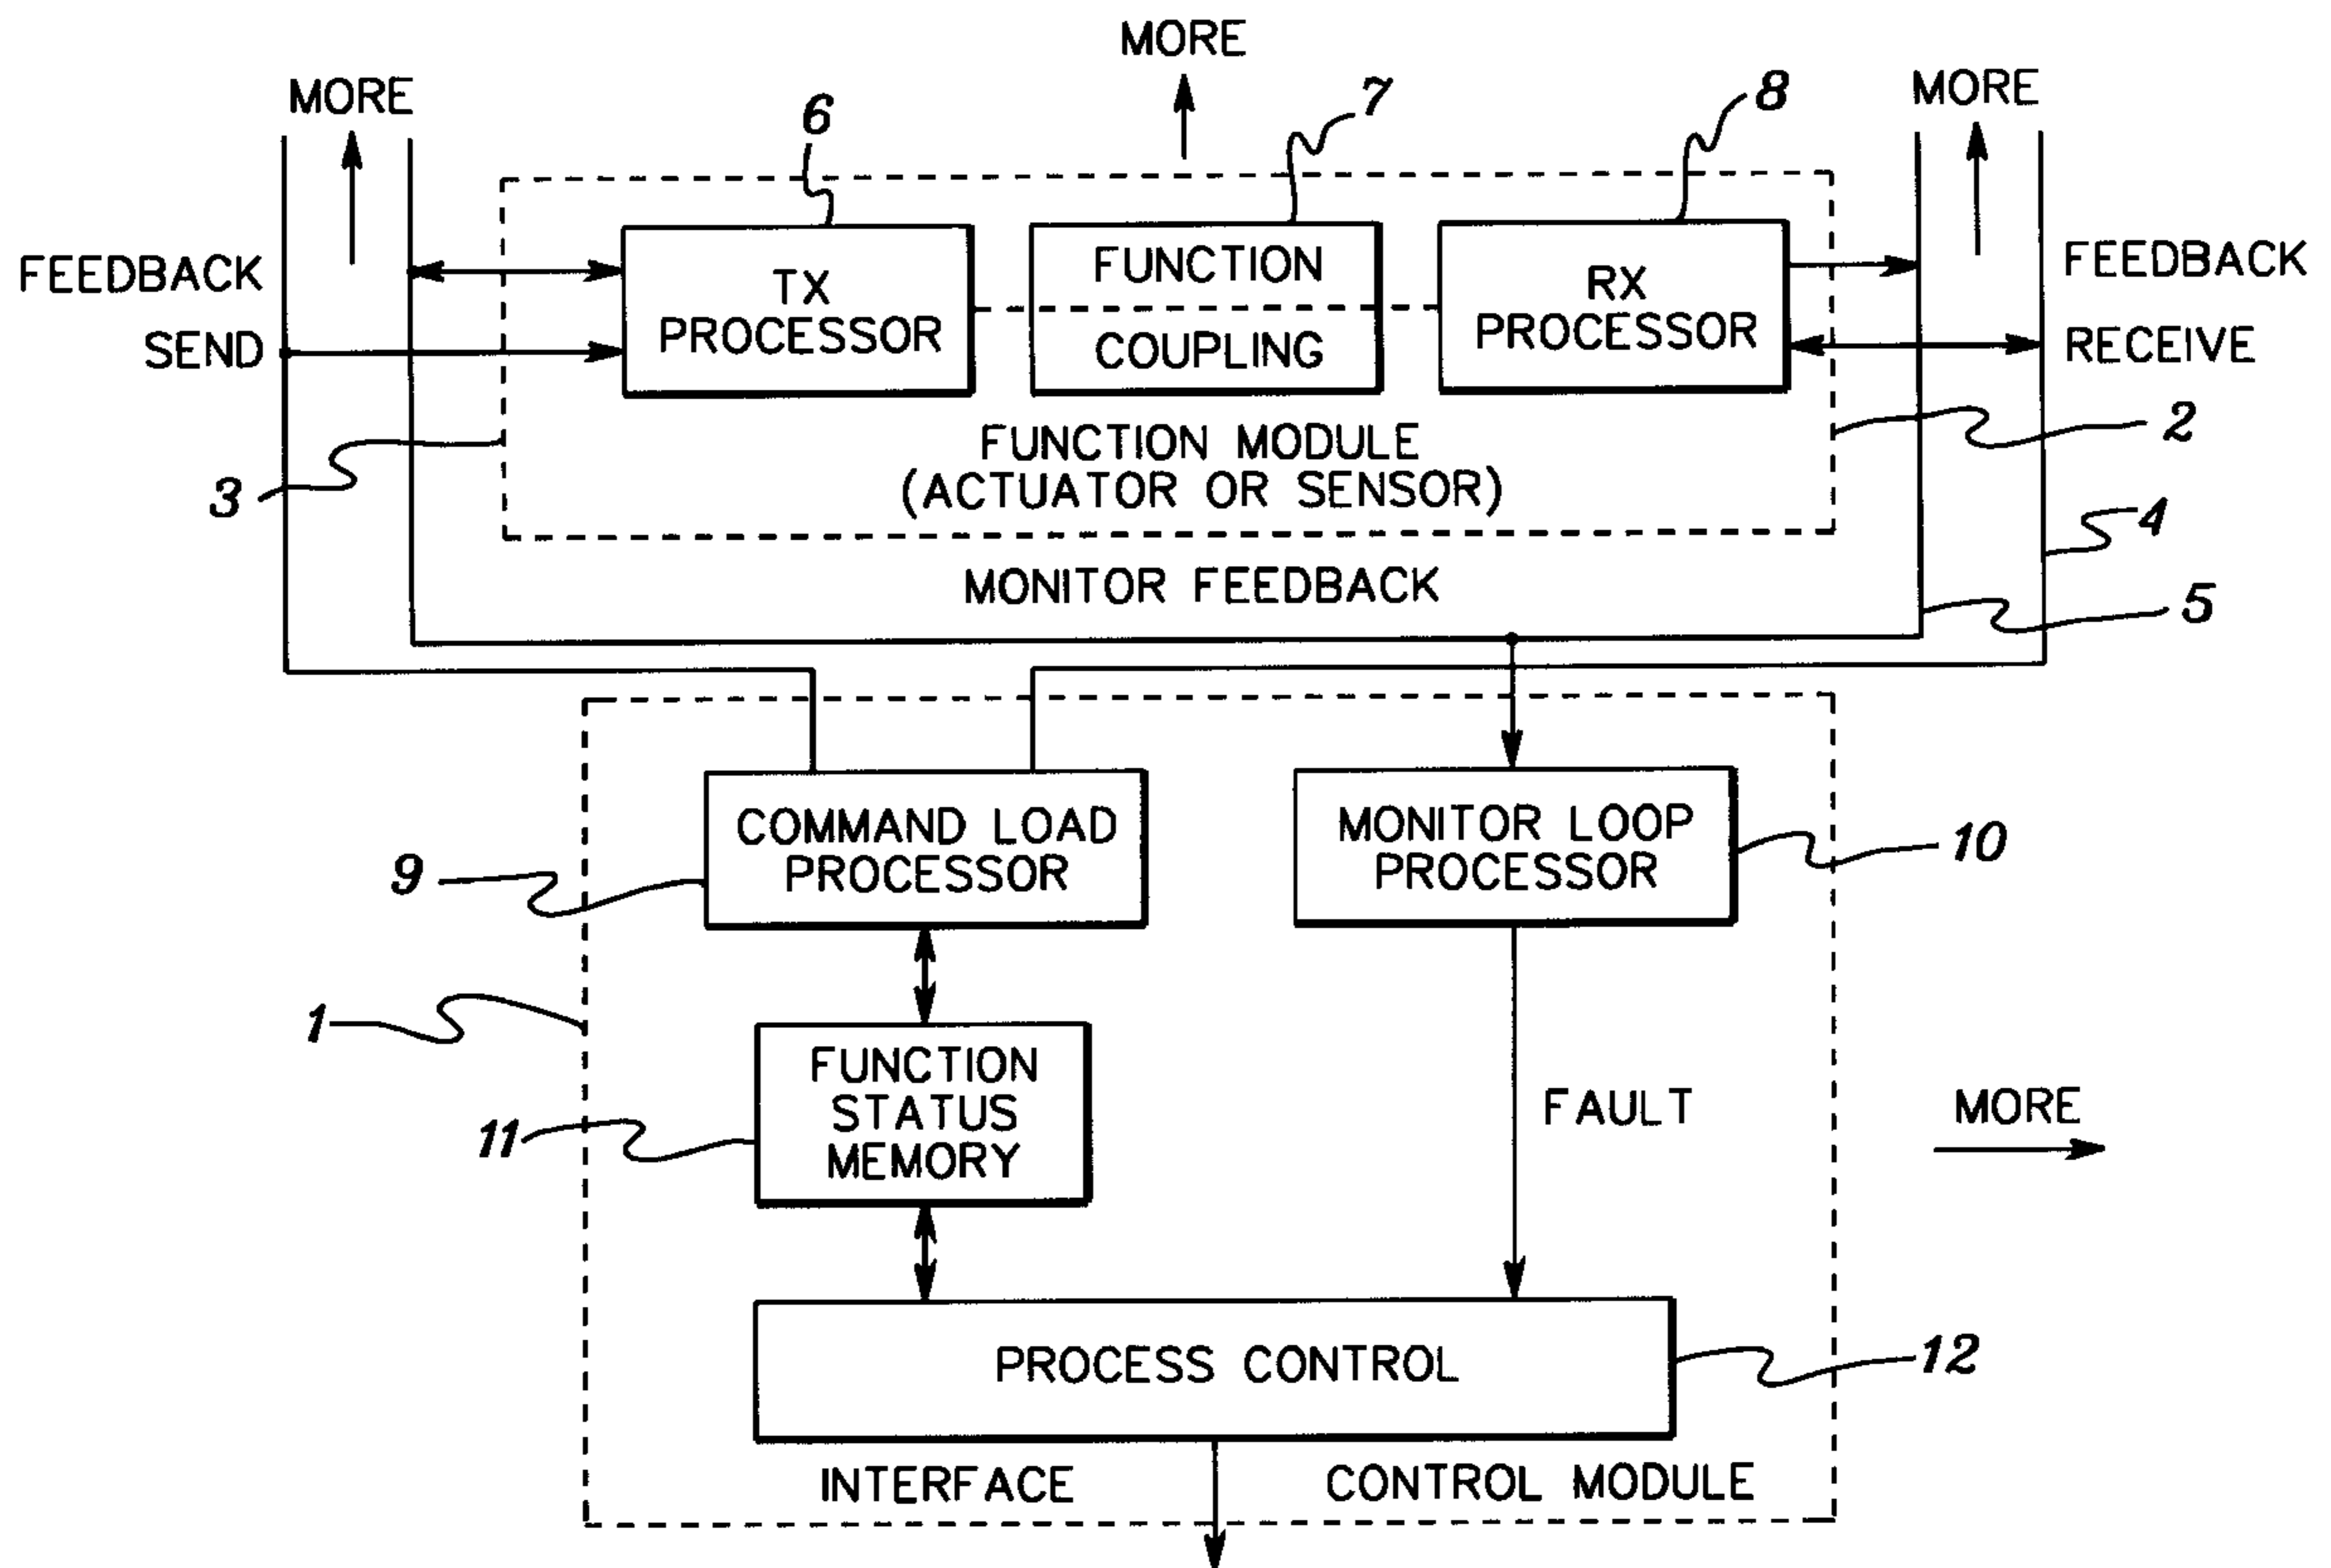 MORE
MORE
MORE
6
7
8
FEEDBACK
SEND
TX
PROCESSOR
FUNCTION
COUPLING
RX
PROCESSOR
FEEDBACK
RECEIVE
3
FUNCTION MODULE
(ACTUATOR OR SENSOR)
2
4
MONITOR FEEDBACK
5
COMMAND LOAD
PROCESSOR
MONITOR LOOP
PROCESSOR
9
10
1
FUNCTION
STATUS
MEMORY
11
FAULT
MORE
PROCESS CONTROL
12
INTERFACE
CONTROL MODULE